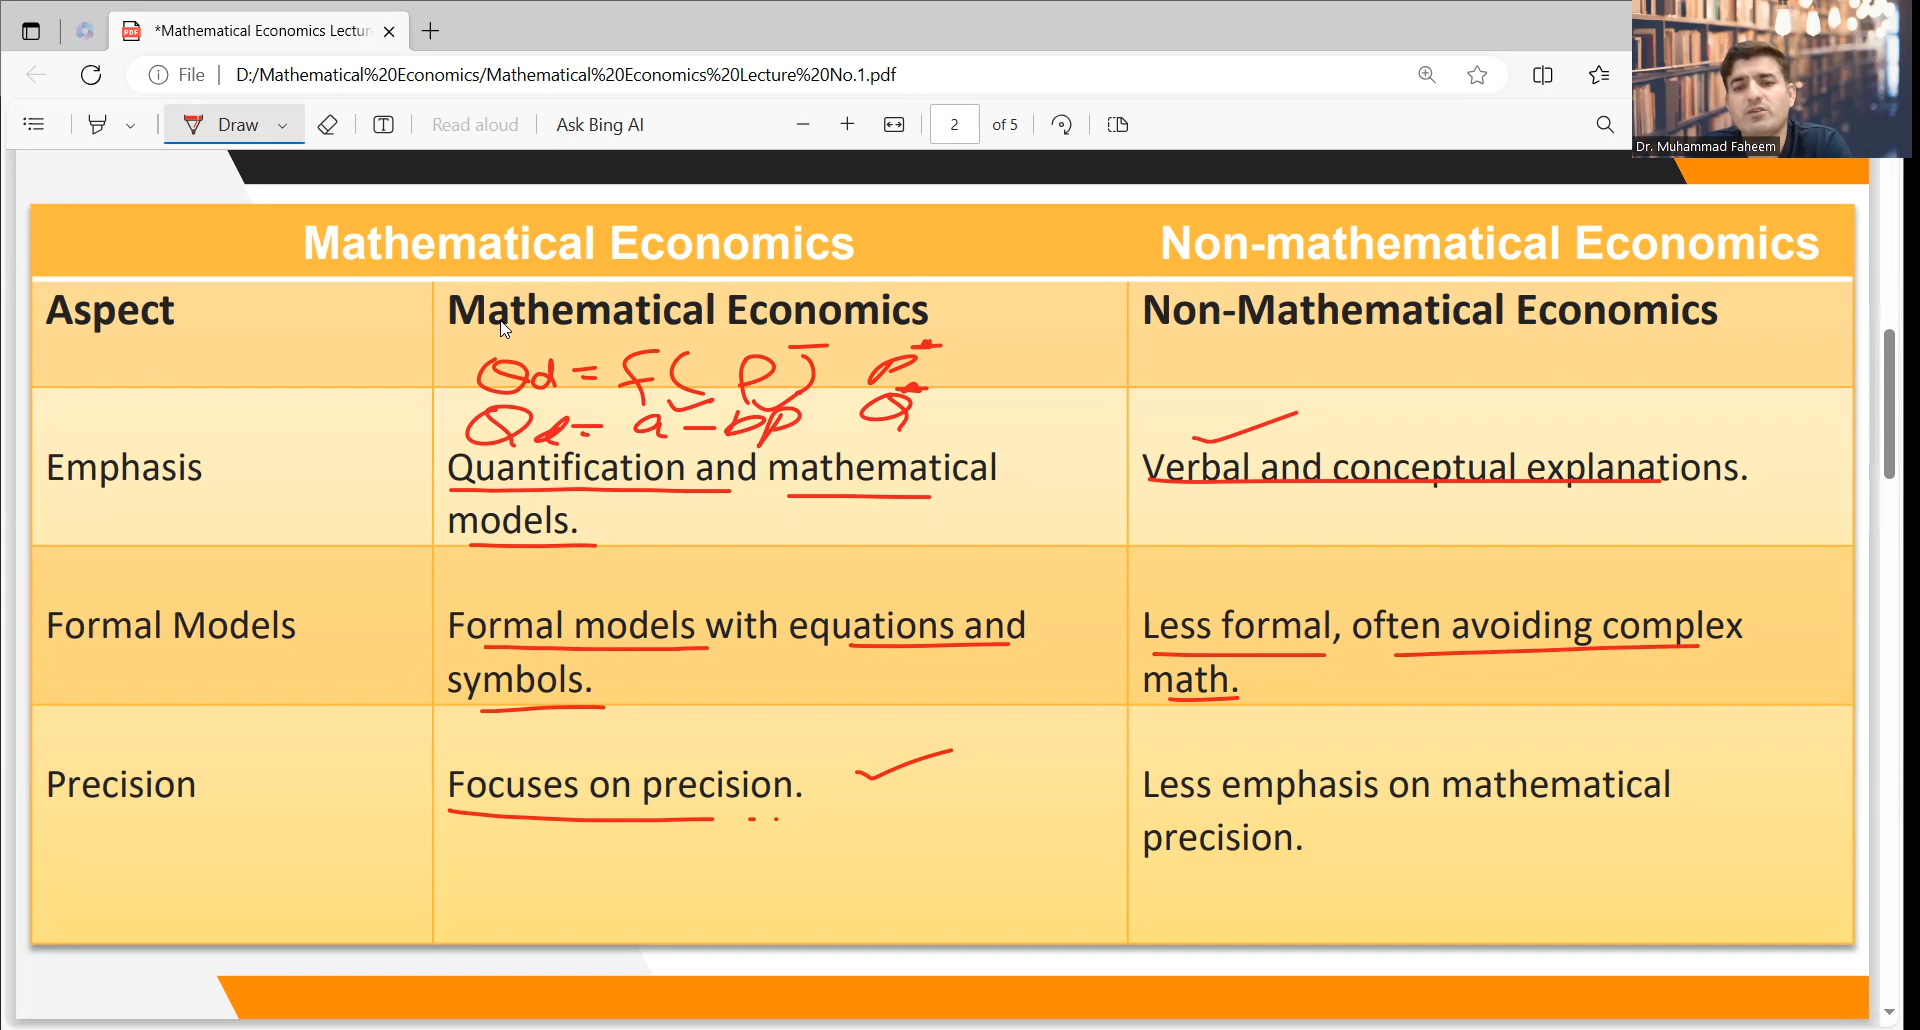 *Mathematical Economics Lectur
File | D:/Mathematical%20Economics/Mathematical%20Economics%20Lecture%20No.1.pdf
Draw Read aloud Ask Bing AI 2 of 5
Dr. Muhammad Faheem
Mathematical Economics Non-mathematical Economics
Aspect Mathematical Economics Non-Mathematical Economics
Qd = f( P ) P*
Qd = a - bp Q*
Emphasis Quantification and mathematical models. Verbal and conceptual explanations.
Formal Models Formal models with equations and symbols. Less formal, often avoiding complex math.
Precision Focuses on precision. Less emphasis on mathematical precision.